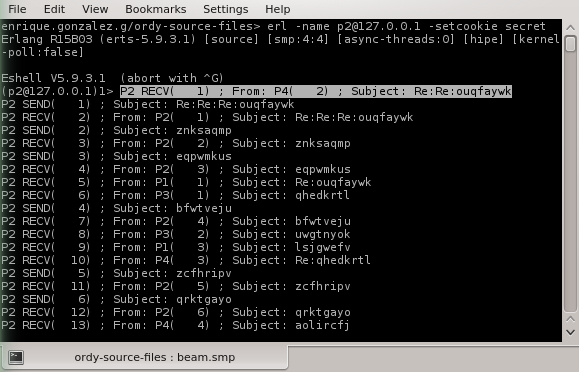 File Edit View Bookmarks Settings Help
enrique.gonzalez.g/ordy-source-files> erl -name p2@127.0.0.1 -setcookie secret
Erlang R15B03 (erts-5.9.3.1) [source] [smp:4:4] [async-threads:0] [hipe] [kernel
-poll:false]
Eshell V5.9.3.1  (abort with ^G)
(p2@127.0.0.1)1> P2 RECV(   1) ; From: P4(   2) ; Subject: Re:Re:ouqfaywk
P2 SEND(   1) ; Subject: Re:Re:Re:ouqfaywk
P2 RECV(   2) ; From: P2(   1) ; Subject: Re:Re:Re:ouqfaywk
P2 SEND(   2) ; Subject: znksaqmp
P2 RECV(   3) ; From: P2(   2) ; Subject: znksaqmp
P2 SEND(   3) ; Subject: eqpwmkus
P2 RECV(   4) ; From: P2(   3) ; Subject: eqpwmkus
P2 RECV(   5) ; From: P1(   1) ; Subject: Re:ouqfaywk
P2 RECV(   6) ; From: P3(   1) ; Subject: qhedkrtl
P2 SEND(   4) ; Subject: bfwtveju
P2 RECV(   7) ; From: P2(   4) ; Subject: bfwtveju
P2 RECV(   8) ; From: P3(   2) ; Subject: uwgtnyok
P2 RECV(   9) ; From: P1(   3) ; Subject: lsjgwefv
P2 RECV(  10) ; From: P4(   3) ; Subject: Re:qhedkrtl
P2 SEND(   5) ; Subject: zcfhripv
P2 RECV(  11) ; From: P2(   5) ; Subject: zcfhripv
P2 SEND(   6) ; Subject: qrktgayo
P2 RECV(  12) ; From: P2(   6) ; Subject: qrktgayo
P2 RECV(  13) ; From: P4(   4) ; Subject: aolircfj
ordy-source-files : beam.smp